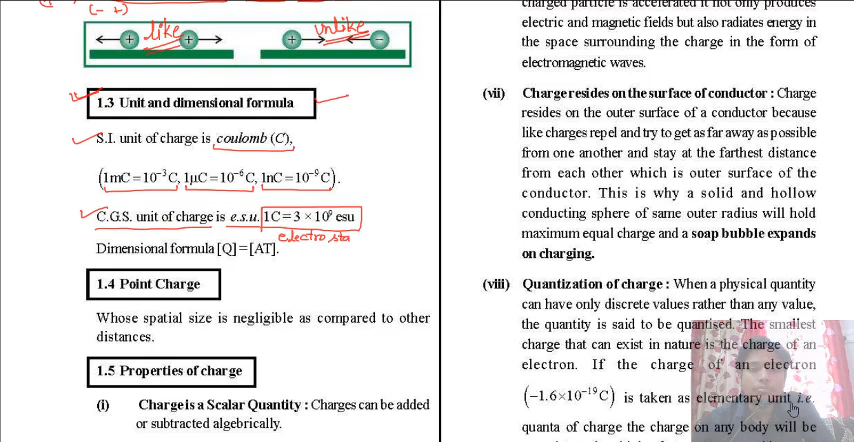 (- +)
like
unlike
1.3 Unit and dimensional formula
S.I. unit of charge is coulomb (C),
(1mC = 10⁻³C, 1μC = 10⁻⁶C, 1nC = 10⁻⁹C).
C.G.S. unit of charge is e.s.u. 1C = 3 × 10⁹ esu
electro sta
Dimensional formula [Q] = [AT].
1.4 Point Charge
Whose spatial size is negligible as compared to other
distances.
1.5 Properties of charge
(i) Charge is a Scalar Quantity : Charges can be added
or subtracted algebrically.
charged particle is accelerated it not only produces
electric and magnetic fields but also radiates energy in
the space surrounding the charge in the form of
electromagnetic waves.
(vii) Charge resides on the surface of conductor : Charge
resides on the outer surface of a conductor because
like charges repel and try to get as far away as possible
from one another and stay at the farthest distance
from each other which is outer surface of the
conductor. This is why a solid and hollow
conducting sphere of same outer radius will hold
maximum equal charge and a soap bubble expands
on charging.
(viii) Quantization of charge : When a physical quantity
can have only discrete values rather than any value,
the quantity is said to be quantised. The smallest
charge that can exist in nature is the charge of an
electron. If the charge of an electron
(−1.6×10⁻¹⁹C) is taken as elementary unit i.e.
quanta of charge the charge on any body will be